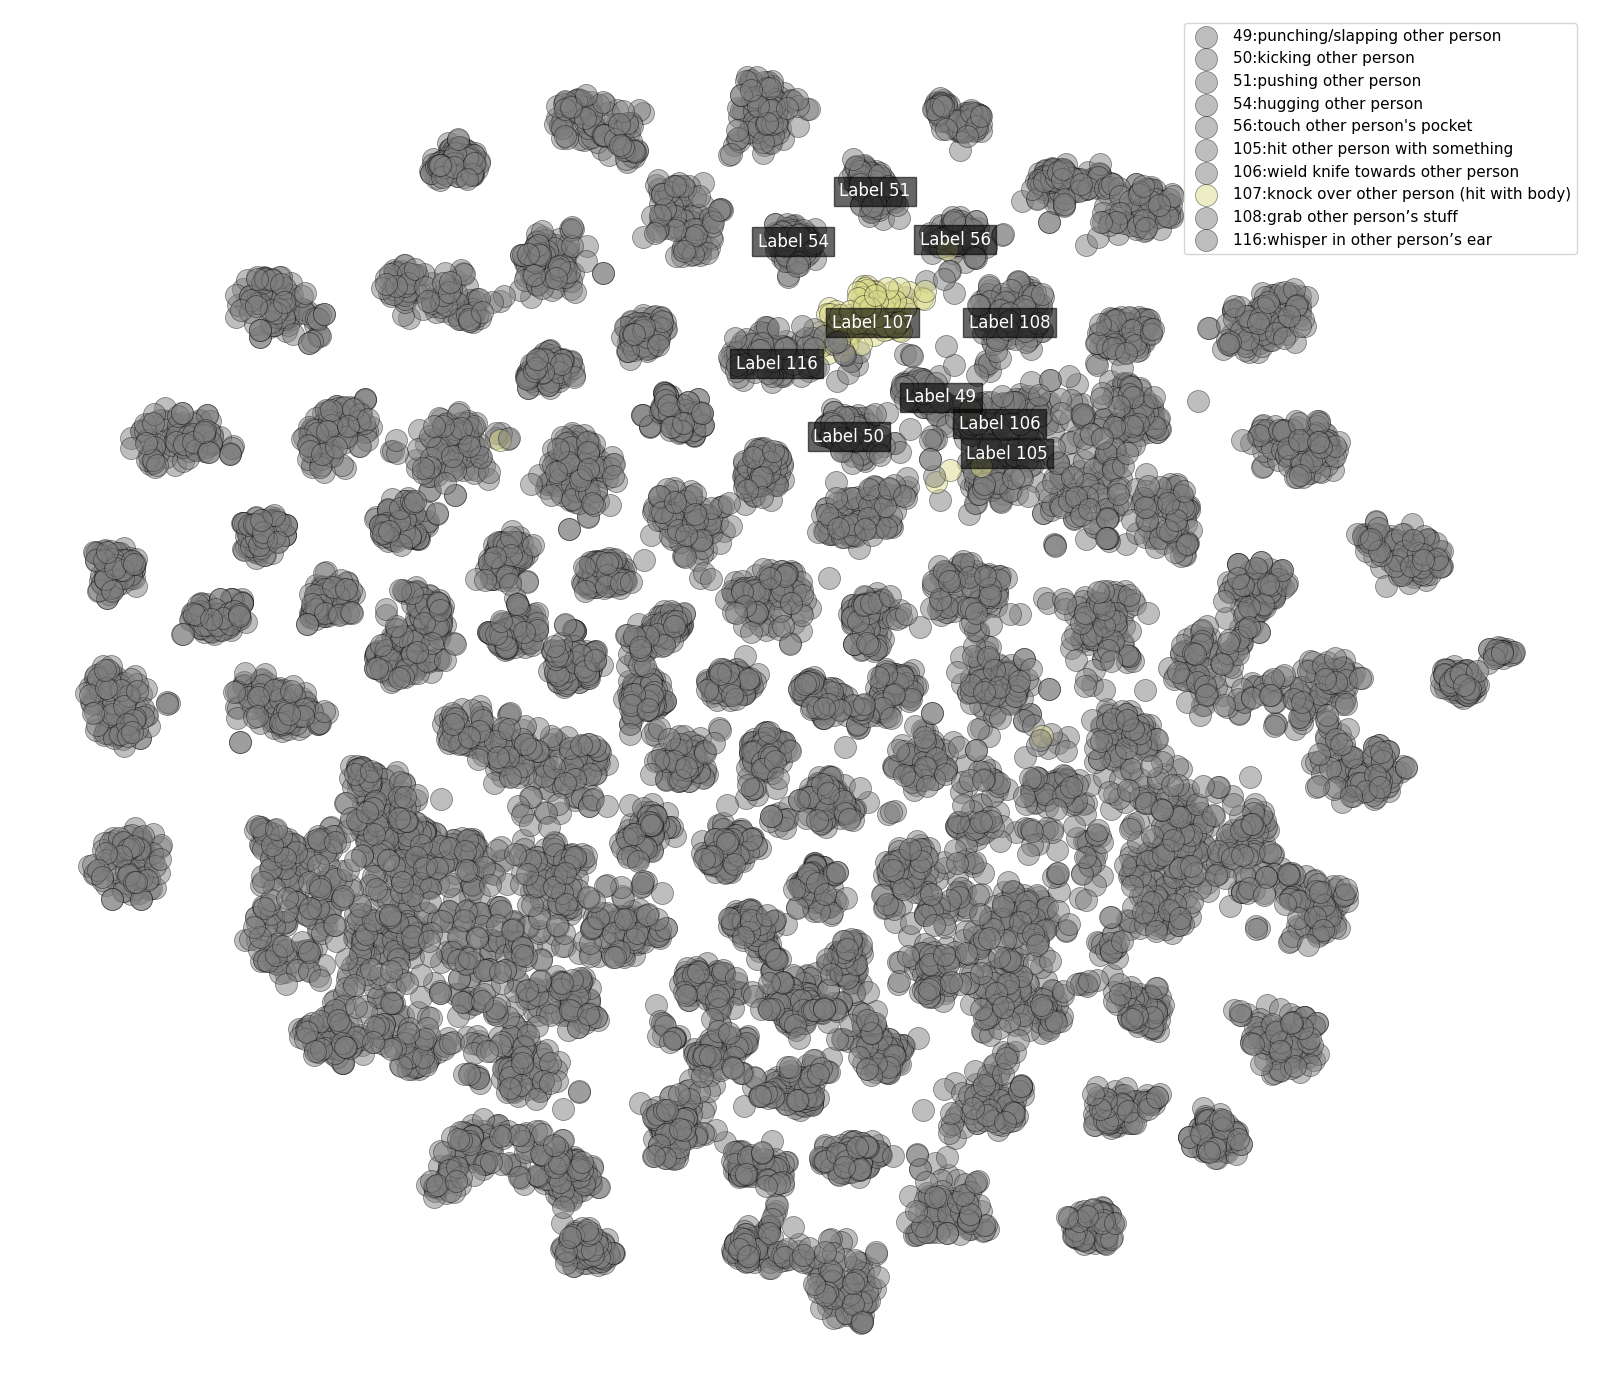 49:punching/slapping other person
50:kicking other person
51:pushing other person
54:hugging other person
56:touch other person's pocket
105:hit other person with something
106:wield knife towards other person
107:knock over other person (hit with body)
108:grab other person’s stuff
116:whisper in other person’s ear
Label 51
Label 54
Label 56
Label 107
Label 108
Label 116
Label 49
Label 106
Label 50
Label 105